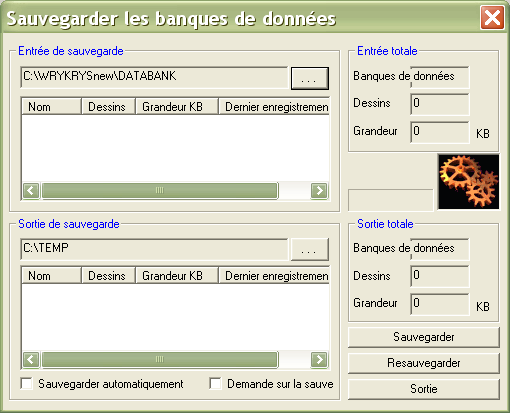 Sauvegarder les banques de données
Entrée de sauvegarde
C:\WRYKRYSnew\DATABANK
...
Nom Dessins Grandeur KB Dernier enregistremen
Entrée totale
Banques de données
Dessins 0
Grandeur 0 KB
Sortie de sauvegarde
C:\TEMP
...
Nom Dessins Grandeur KB Dernier enregistremen
Sauvegarder automatiquement
Demande sur la sauve
Sortie totale
Banques de données
Dessins 0
Grandeur 0 KB
Sauvegarder
Resauvegarder
Sortie